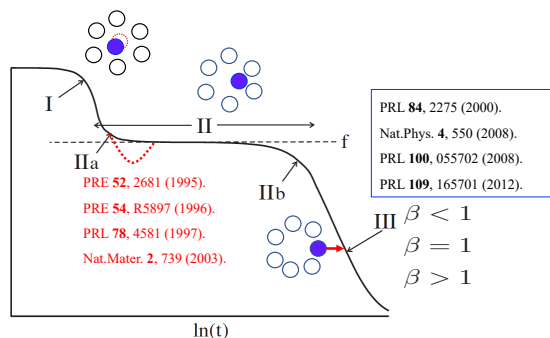 I
II
f
IIa
PRE 52, 2681 (1995).
PRE 54, R5897 (1996).
PRL 78, 4581 (1997).
Nat.Mater. 2, 739 (2003).
IIb
III
PRL 84, 2275 (2000).
Nat.Phys. 4, 550 (2008).
PRL 100, 055702 (2008).
PRL 109, 165701 (2012).
β < 1
β = 1
β > 1
ln(t)